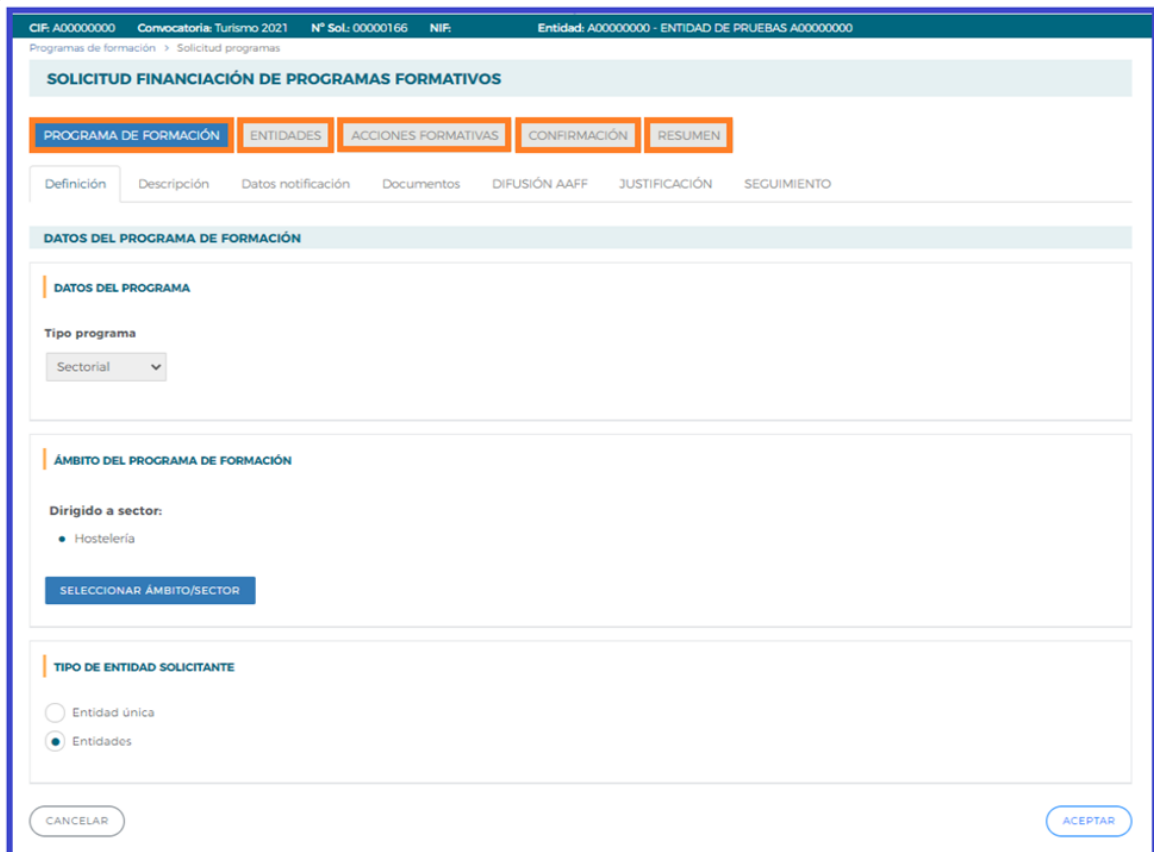 CIF: A00000000 Convocatoria: Turismo 2021 Nº Sol.: 00000166 NIF: Entidad: A00000000 - ENTIDAD DE PRUEBAS A00000000
Programas de formación > Solicitud programas
SOLICITUD FINANCIACIÓN DE PROGRAMAS FORMATIVOS
PROGRAMA DE FORMACIÓN ENTIDADES ACCIONES FORMATIVAS CONFIRMACIÓN RESUMEN
Definición Descripción Datos notificación Documentos DIFUSIÓN AAFF JUSTIFICACIÓN SEGUIMIENTO
DATOS DEL PROGRAMA DE FORMACIÓN
DATOS DEL PROGRAMA
Tipo programa
Sectorial
ÁMBITO DEL PROGRAMA DE FORMACIÓN
Dirigido a sector:
• Hostelería
SELECCIONAR ÁMBITO/SECTOR
TIPO DE ENTIDAD SOLICITANTE
Entidad única
Entidades
CANCELAR ACEPTAR